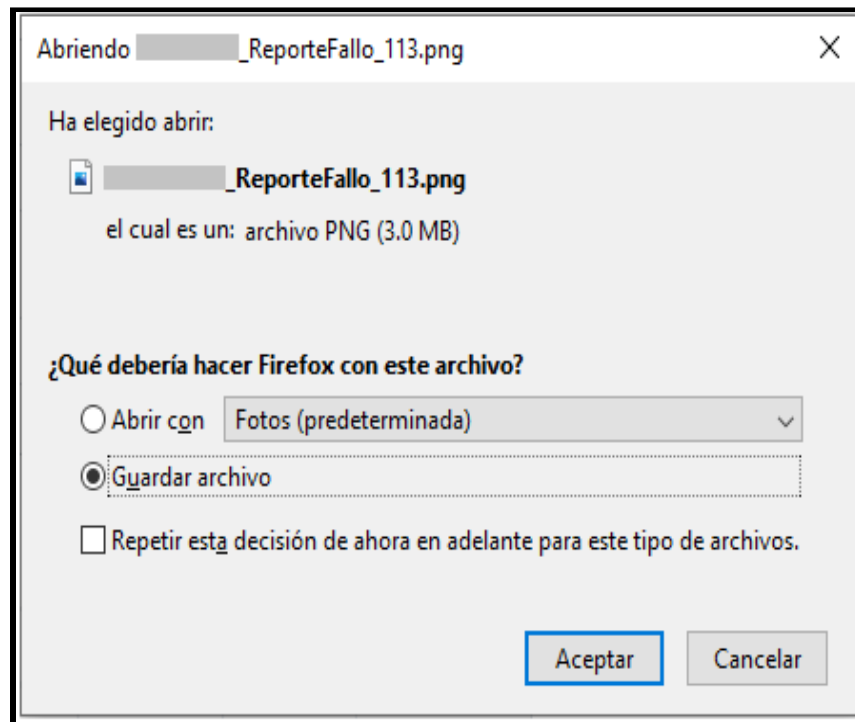 Abriendo _ReporteFallo_113.png
Ha elegido abrir:
_ReporteFallo_113.png
el cual es un: archivo PNG (3.0 MB)
¿Qué debería hacer Firefox con este archivo?
Abrir con Fotos (predeterminada)
Guardar archivo
Repetir esta decisión de ahora en adelante para este tipo de archivos.
Aceptar Cancelar